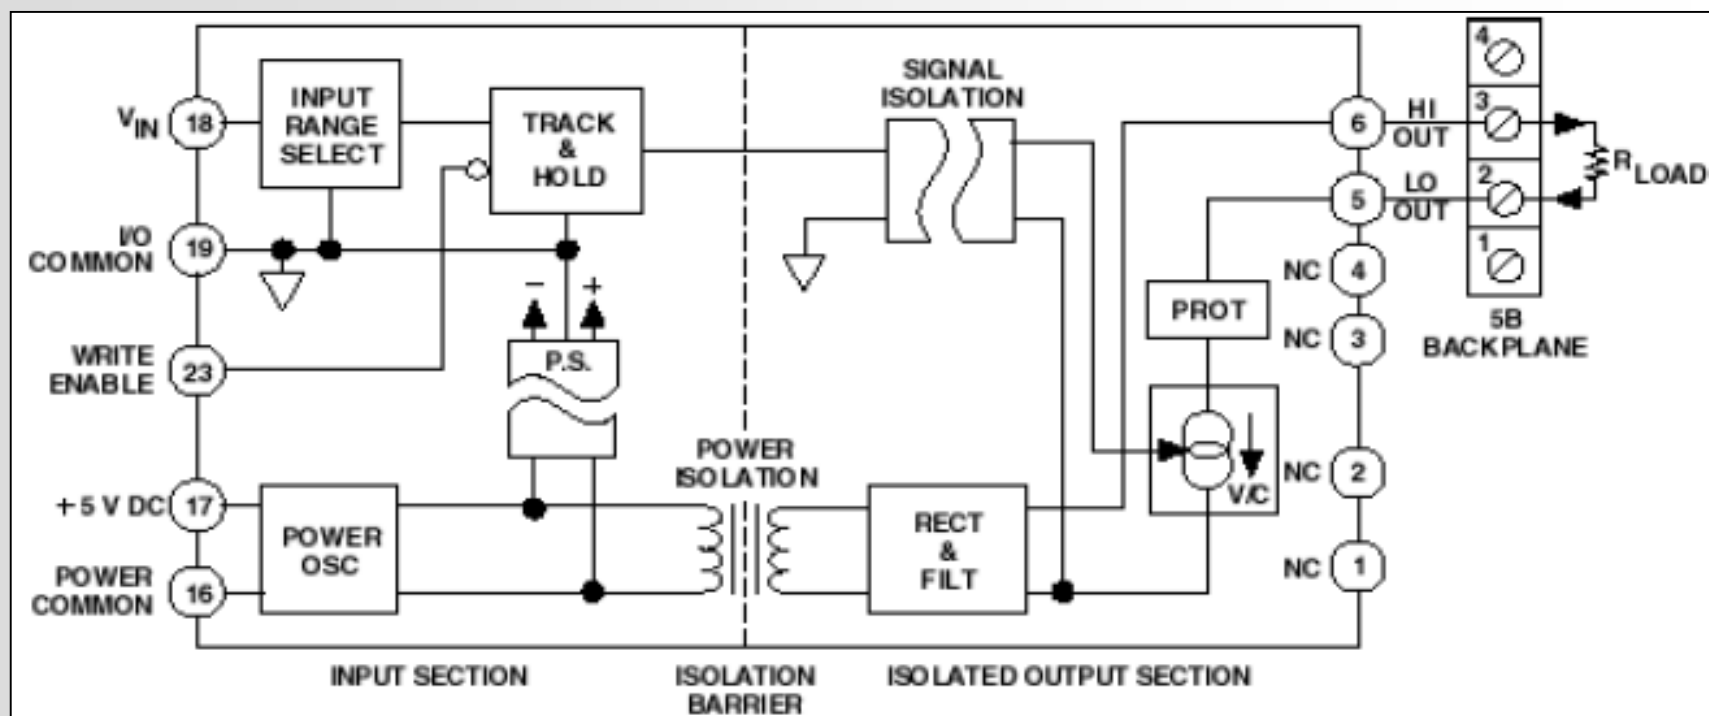 V IN
18
INPUT
RANGE
SELECT
TRACK
&
HOLD
SIGNAL
ISOLATION
6
HI
OUT
4
3
2
1
R LOAD
5
LO
OUT
I/O
COMMON
19
NC
4
NC
3
PROT
5B
BACKPLANE
WRITE
ENABLE
23
-
+
P.S.
POWER
ISOLATION
V/C
NC
2
+5 V DC
17
POWER
OSC
RECT
&
FILT
NC
1
POWER
COMMON
16
INPUT SECTION
ISOLATION
BARRIER
ISOLATED OUTPUT SECTION